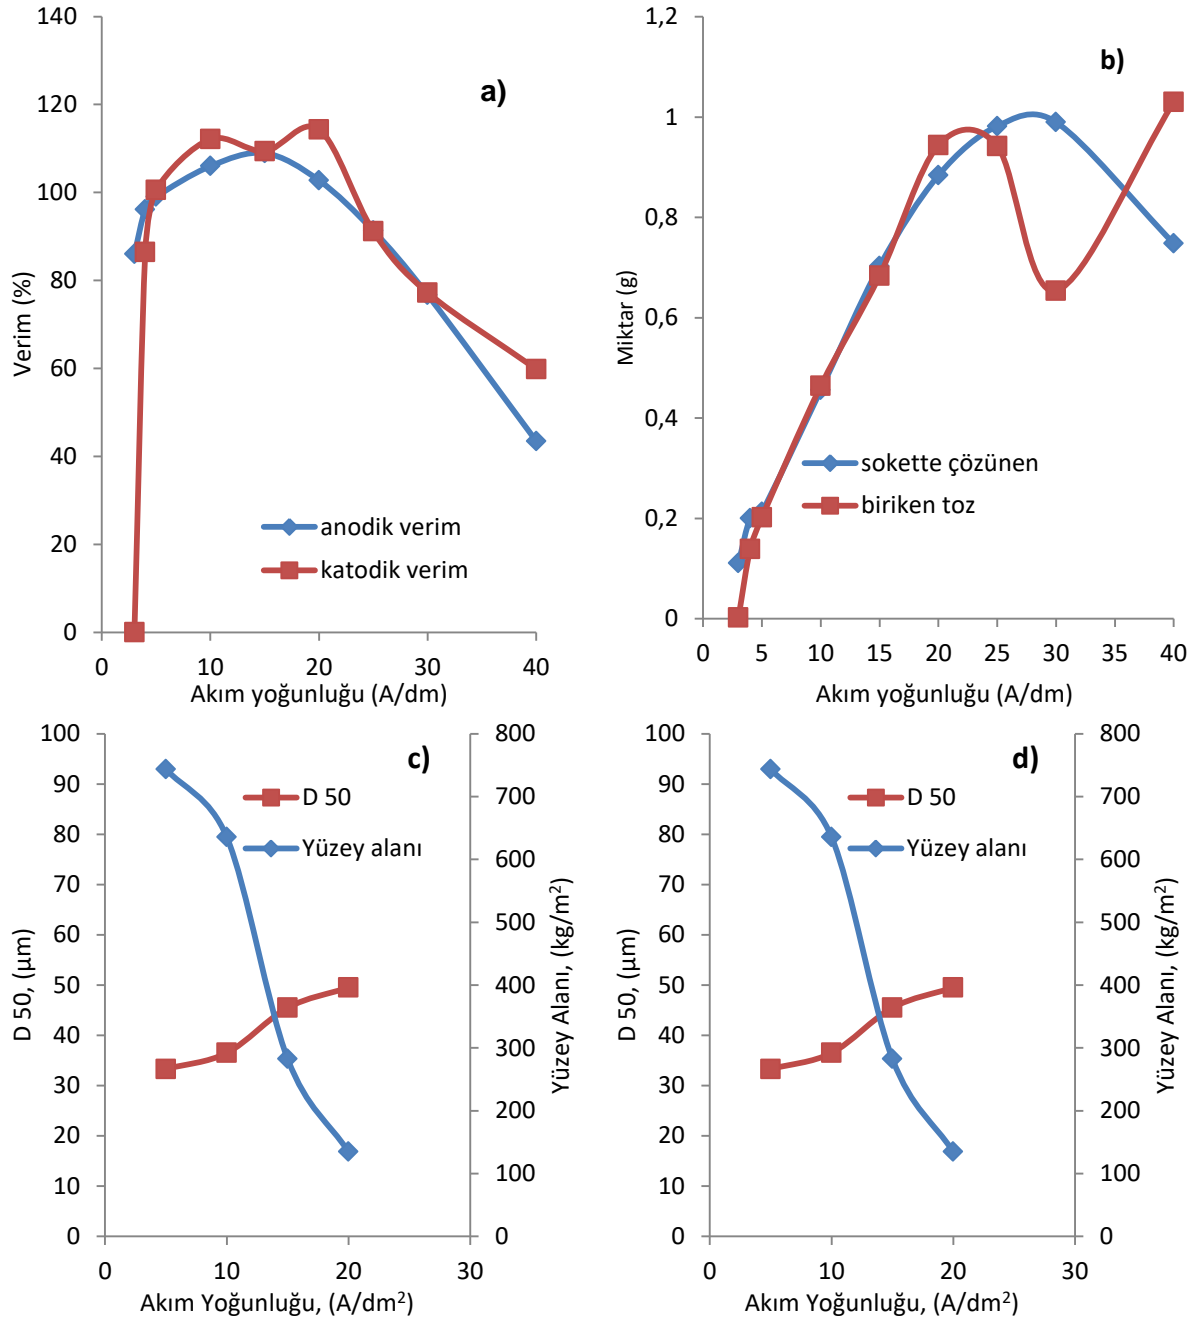 a)
Verim (%)
140
120
100
80
60
40
20
0
anodik verim
katodik verim
0 10 20 30 40
Akım yoğunluğu (A/dm)
b)
Miktar (g)
1,2
1
0,8
0,6
0,4
0,2
0
sokette çözünen
biriken toz
0 5 10 15 20 25 30 35 40
Akım yoğunluğu (A/dm)
c)
D 50, (µm)
100
90
80
70
60
50
40
30
20
10
0
D 50
Yüzey alanı
800
700
600
500
400
300
200
100
0
Yüzey Alanı, (kg/m²)
0 10 20 30
Akım Yoğunluğu, (A/dm²)
d)
D 50, (µm)
100
90
80
70
60
50
40
30
20
10
0
D 50
Yüzey alanı
800
700
600
500
400
300
200
100
0
Yüzey Alanı, (kg/m²)
0 10 20 30
Akım Yoğunluğu, (A/dm²)